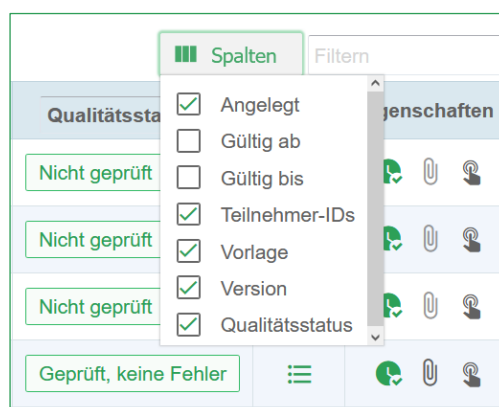 Spalten
Filtern
Qualitätssta
genschaften
Angelegt
Gültig ab
Gültig bis
Teilnehmer-IDs
Vorlage
Version
Qualitätsstatus
Nicht geprüft
Nicht geprüft
Nicht geprüft
Geprüft, keine Fehler